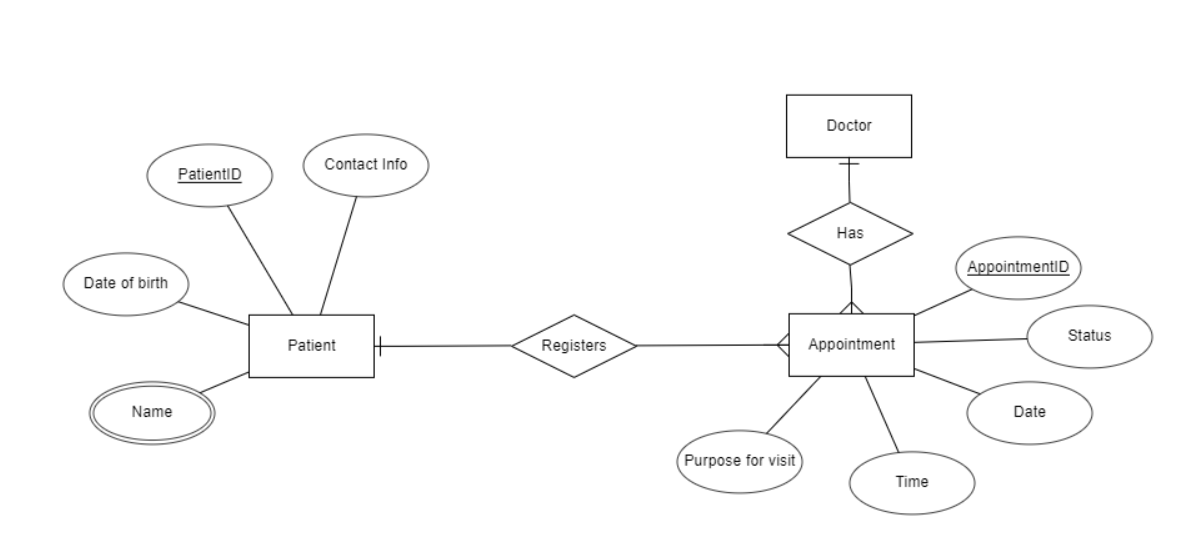 Doctor
Contact Info
PatientID
Has
AppointmentID
Date of birth
Patient
Registers
Appointment
Status
Name
Date
Purpose for visit
Time